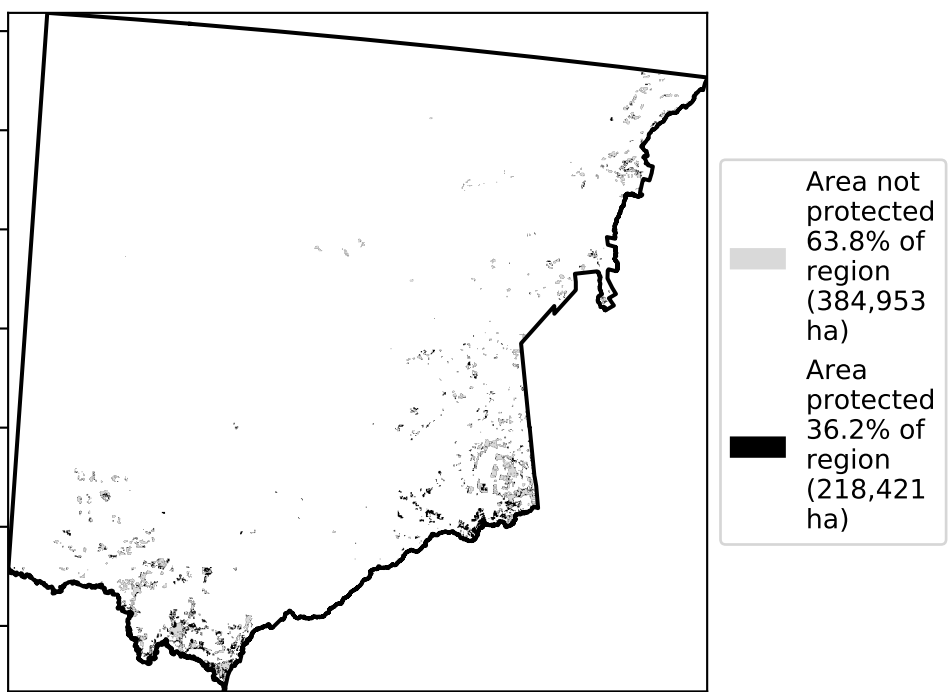 Area not
protected
63.8% of
region
(384,953
ha)
Area
protected
36.2% of
region
(218,421
ha)